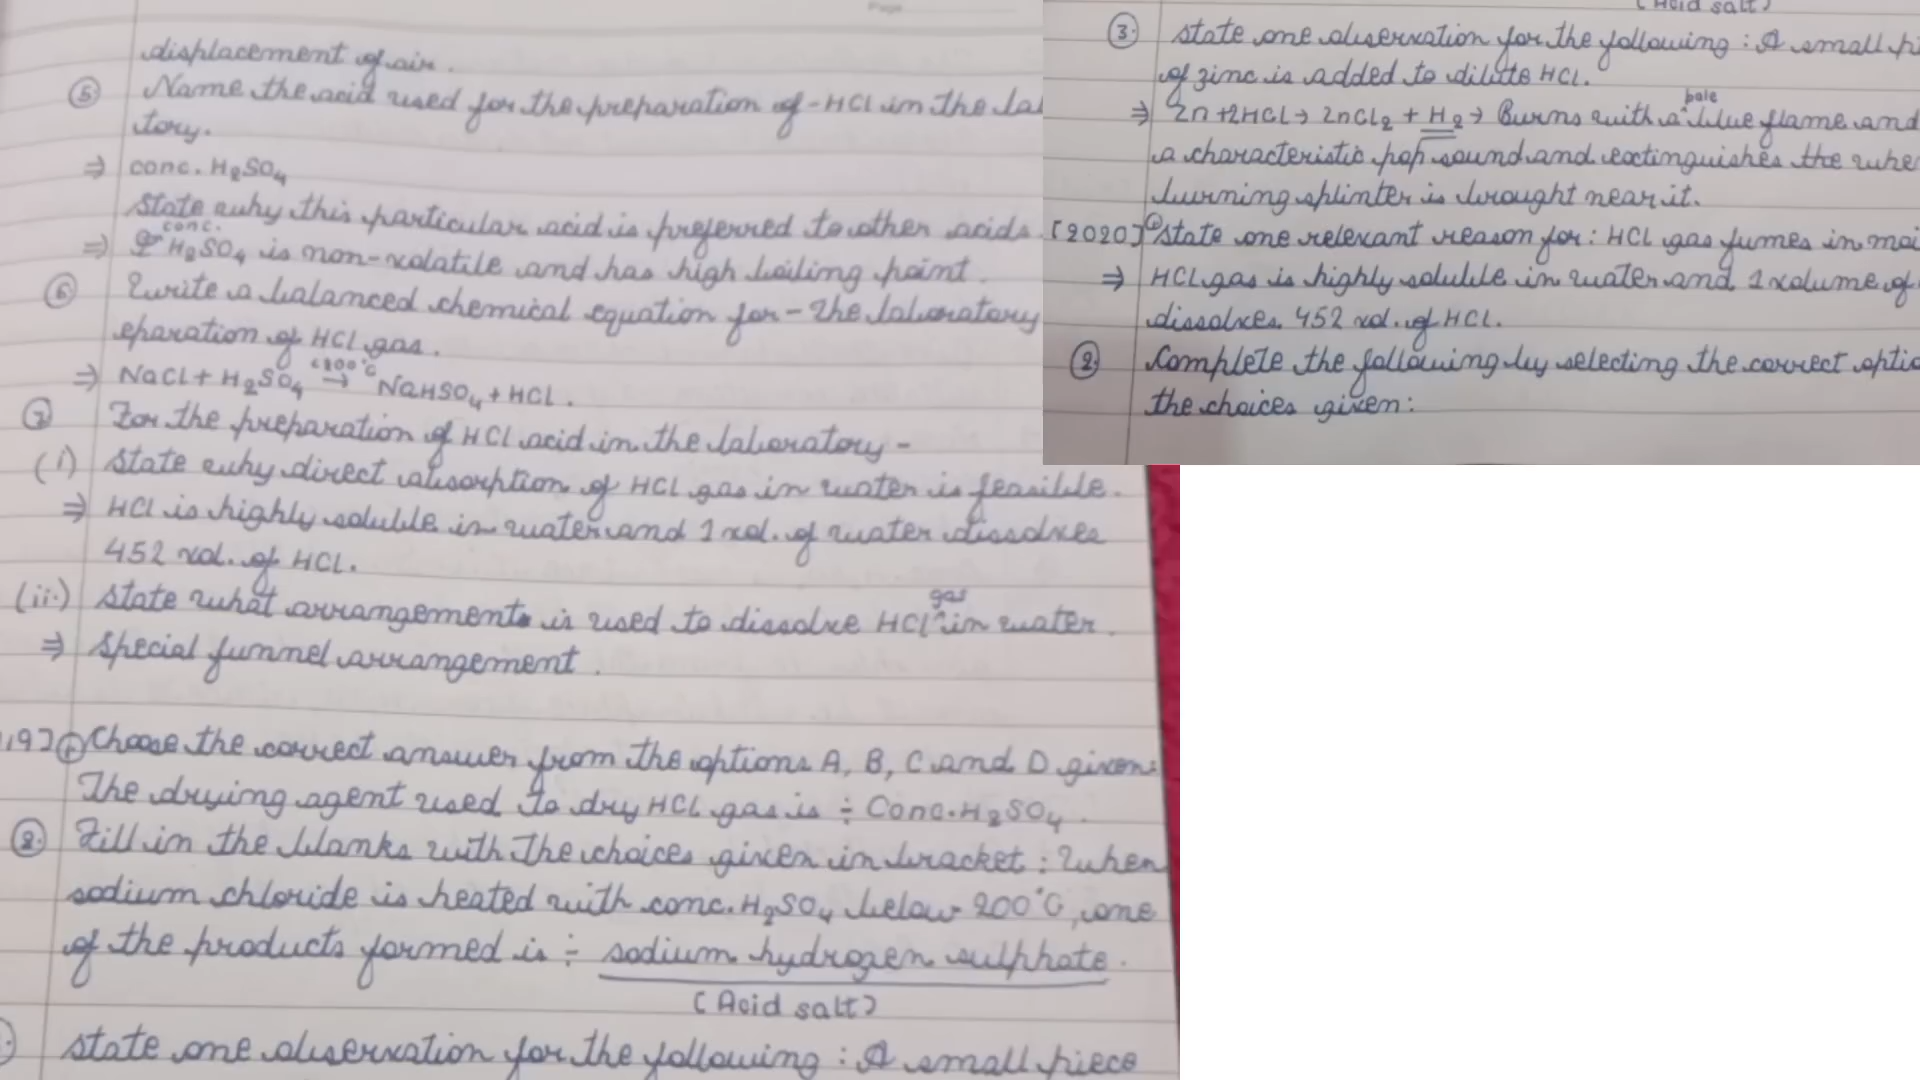 displacement of air.
5 Name the acid used for the preparation of - HCl in the la
tory.
⇒ conc. H₂SO₄
State why this particular acid is preferred to other acids.
⇒ conc. H₂SO₄ is non-volatile and has high boiling point.
6 Write a balanced chemical equation for - The laboratory
eparation of HCl gas.
⇒ NaCl + H₂SO₄ <200°C → NaHSO₄ + HCl.
7 For the preparation of HCl acid in the laboratory -
(i) State why direct absorption of HCl gas in water is feasible.
⇒ HCl is highly soluble in water and 1 vol. of water dissolves
452 vol. of HCl.
(ii) State what arrangement is used to dissolve HCl gas in water.
⇒ Special funnel arrangement.
19] Choose the correct answer from the options A, B, C and D given:
The drying agent used to dry HCl gas is ÷ Conc. H₂SO₄.
2. Fill in the blanks with the choices given in bracket : When
sodium chloride is heated with conc. H₂SO₄ below 200°C, one
of the products formed is ÷ sodium hydrogen sulphate.
(Acid salt)
state one observation for the following : A small piece
(Acid salt)
3. state one observation for the following : A small pi
of zinc is added to dilute HCl.
⇒ Zn + 2HCl → ZnCl₂ + H₂ → Burns with a pale blue flame and
a characteristic pop sound and extinguishes the whe
burning splinter is brought near it.
[2020] 1 State one relevant reason for : HCl gas fumes in moi
⇒ HCl gas is highly soluble in water and 1 volume of
dissolves 452 vol. of HCl.
2. Complete the following by selecting the correct optio
the choices given :